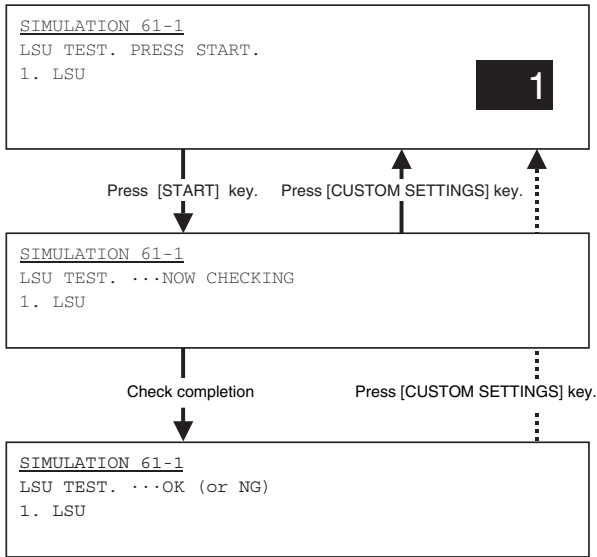 SIMULATION 61-1
LSU TEST. PRESS START.
1. LSU
1
Press [START] key. Press [CUSTOM SETTINGS] key.
SIMULATION 61-1
LSU TEST. ···NOW CHECKING
1. LSU
Check completion Press [CUSTOM SETTINGS] key.
SIMULATION 61-1
LSU TEST. ···OK (or NG)
1. LSU